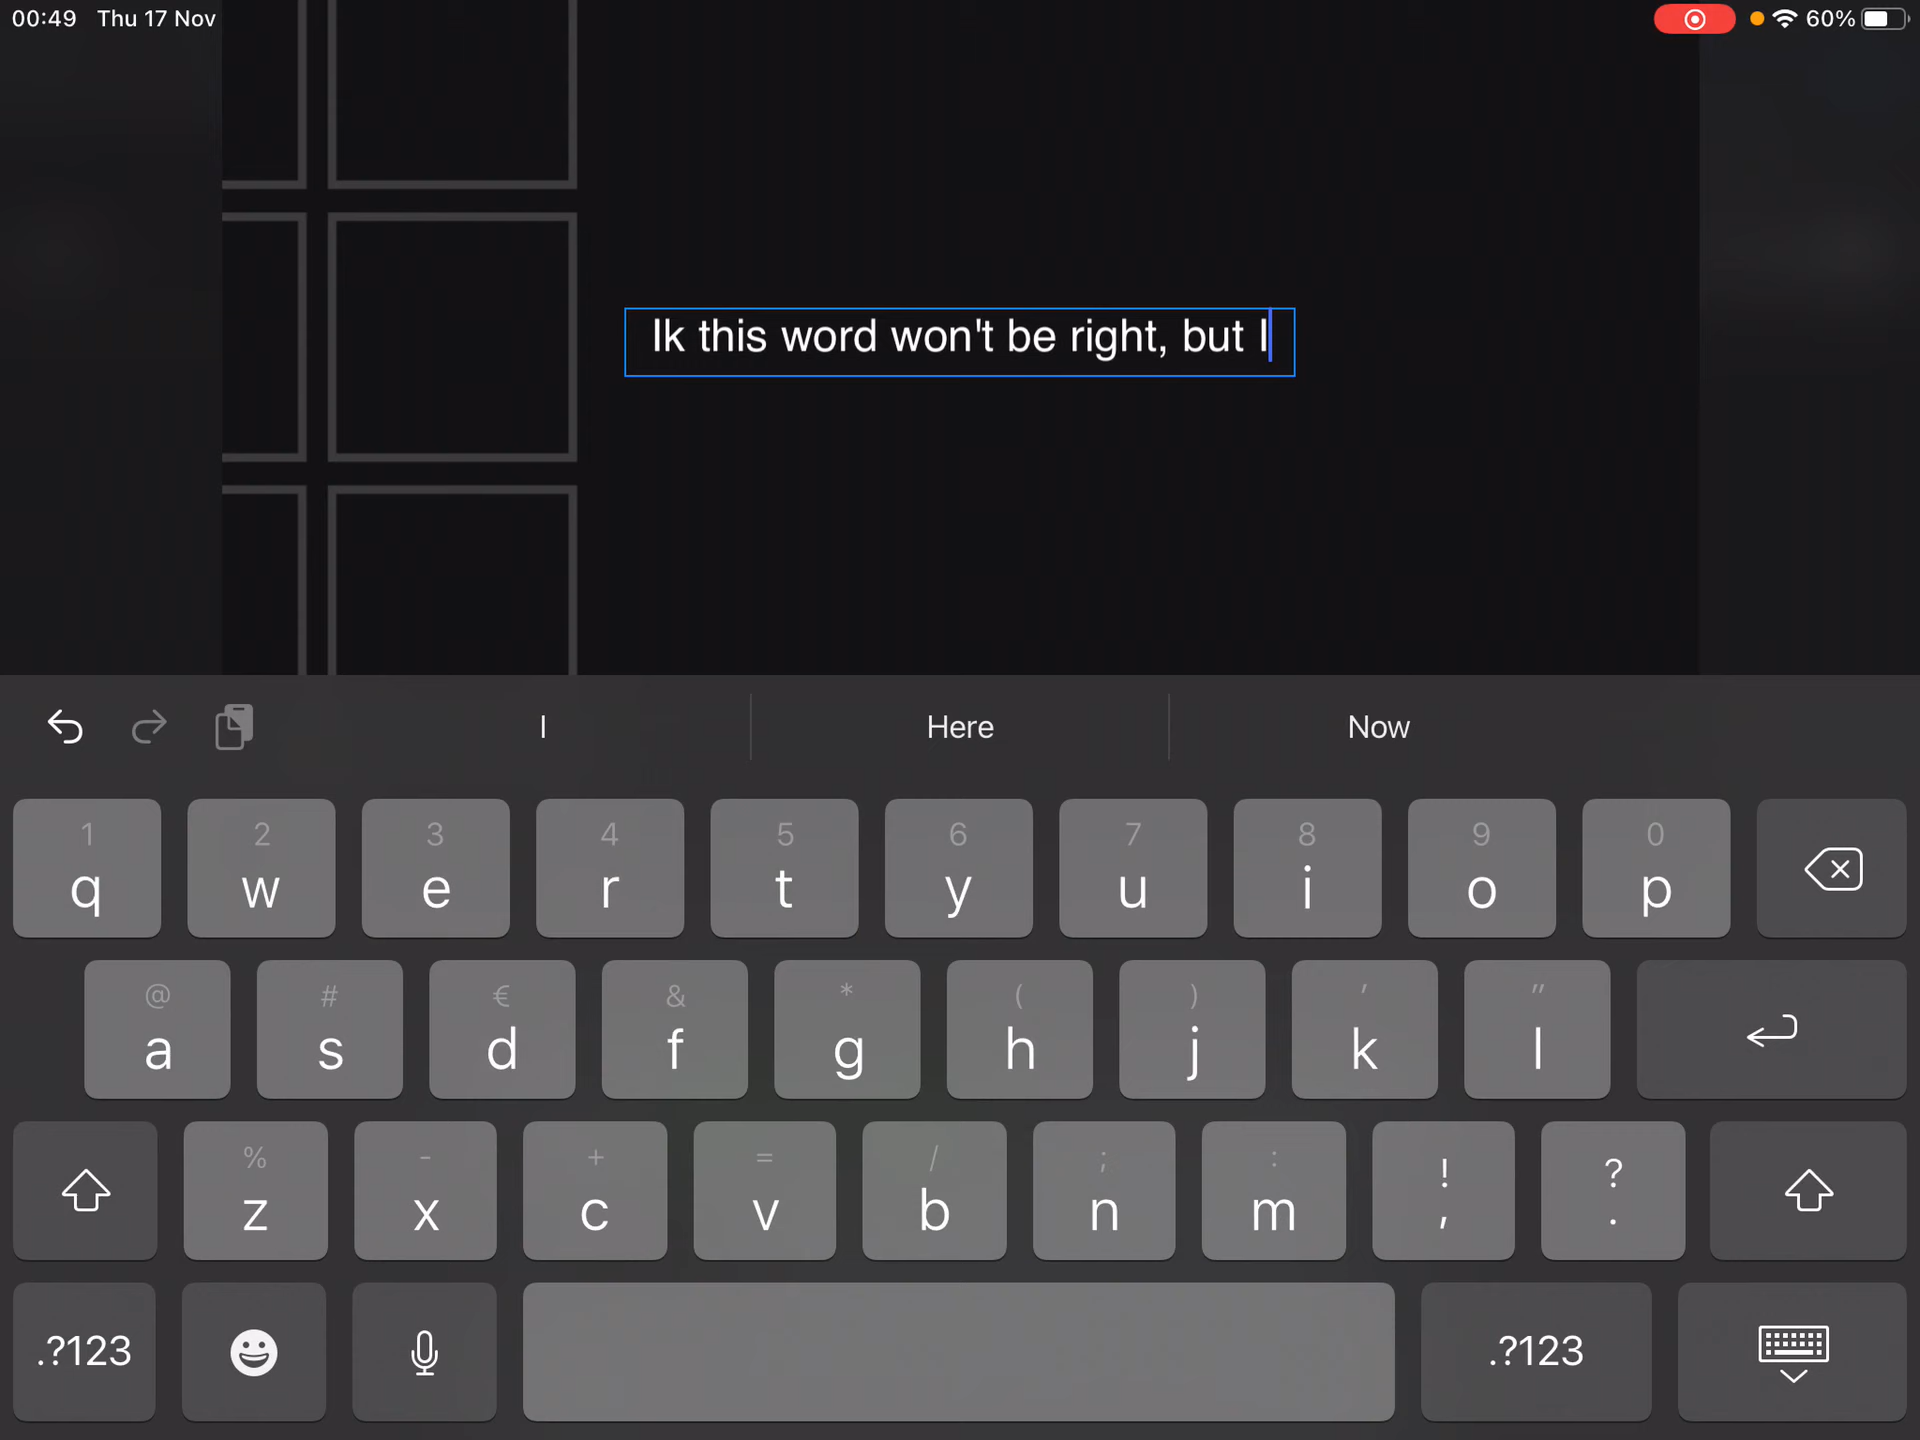 00:49 Thu 17 Nov 60%
Ik this word won't be right, but I
I Here Now
1 2 3 4 5 6 7 8 9 0
q w e r t y u i o p
@ # € & * ( ) ' "
a s d f g h j k l
% - + = / ; : ! ?
z x c v b n m , .
.?123 .?123